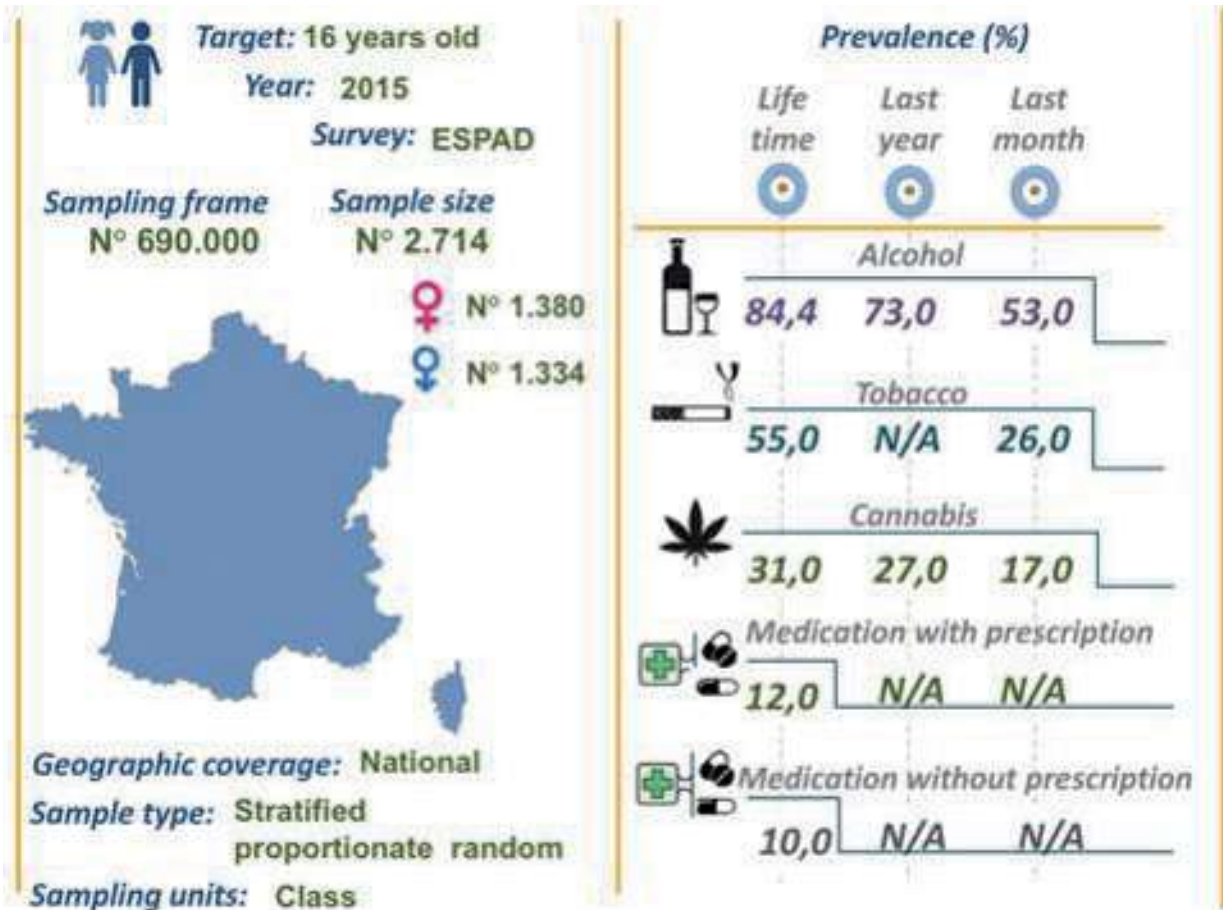 Target: 16 years old
Year: 2015
Survey: ESPAD
Sampling frame
N° 690.000
Sample size
N° 2.714
N° 1.380
N° 1.334
Geographic coverage: National
Sample type: Stratified
proportionate random
Sampling units: Class
Prevalence (%)
Life
time
Last
year
Last
month
Alcohol
84,4 73,0 53,0
Tobacco
55,0 N/A 26,0
Cannabis
31,0 27,0 17,0
Medication with prescription
12,0 N/A N/A
Medication without prescription
10,0 N/A N/A